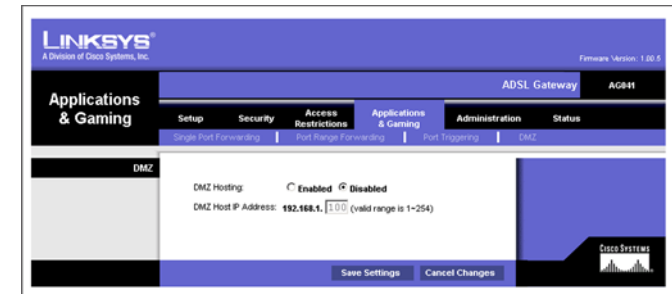 LINKSYS®
A Division of Cisco Systems, Inc.
Firmware Version: 1.00.5
ADSL Gateway AG041
Applications & Gaming
Setup Security Access Restrictions Applications & Gaming Administration Status
Single Port Forwarding | Port Range Forwarding | Port Triggering | DMZ
DMZ
DMZ Hosting: Enabled Disabled
DMZ Host IP Address: 192.168.1. 100 (valid range is 1~254)
CISCO SYSTEMS
Save Settings Cancel Changes